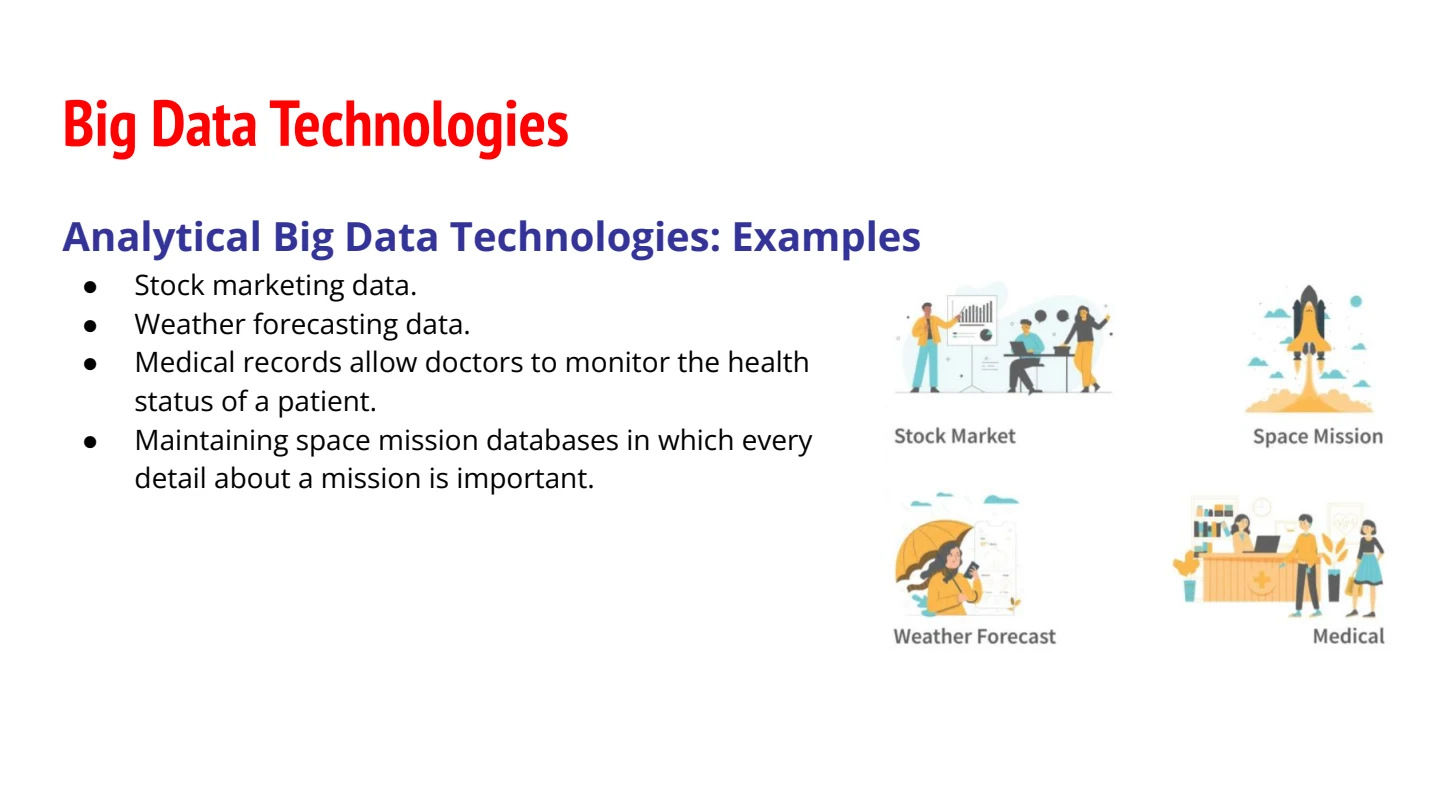 Big Data Technologies
Analytical Big Data Technologies: Examples
● Stock marketing data.
● Weather forecasting data.
● Medical records allow doctors to monitor the health
status of a patient.
● Maintaining space mission databases in which every
detail about a mission is important.
Stock Market
Space Mission
Weather Forecast
Medical